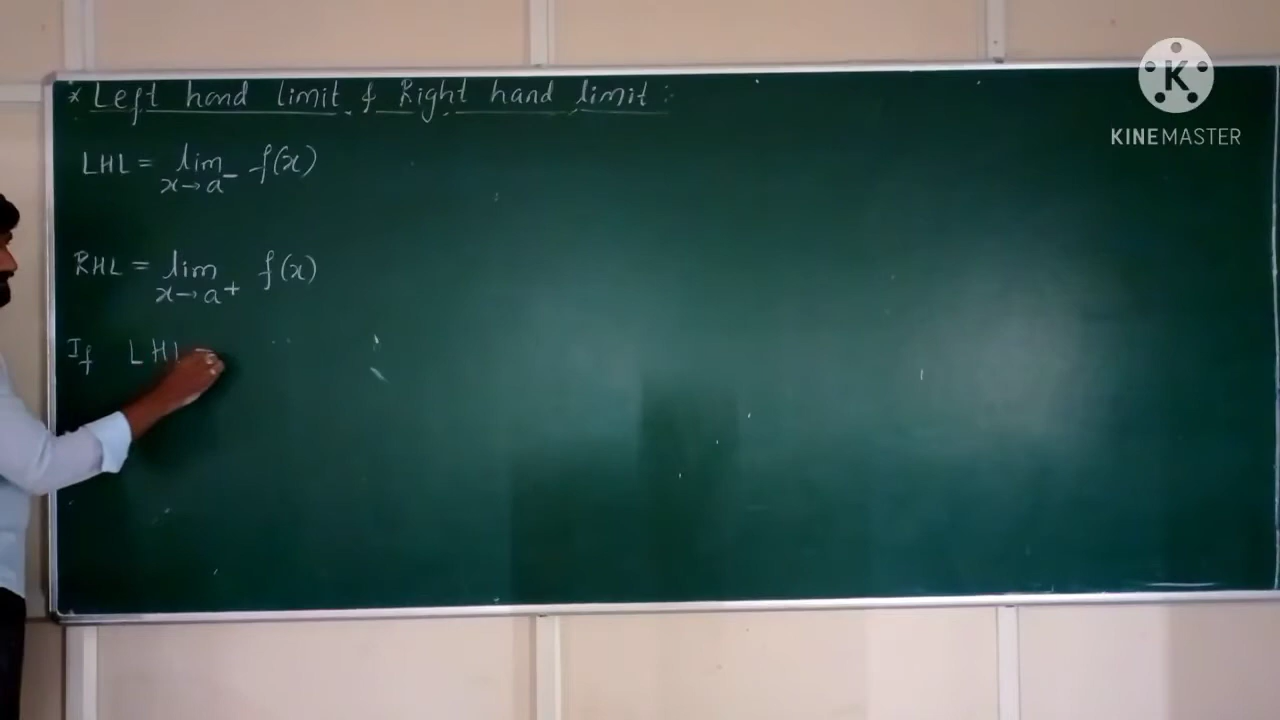 * Left hand limit & Right hand limit :
LHL = lim x→a⁻ f(x)
RHL = lim x→a⁺ f(x)
If LHL =
K
KINEMASTER